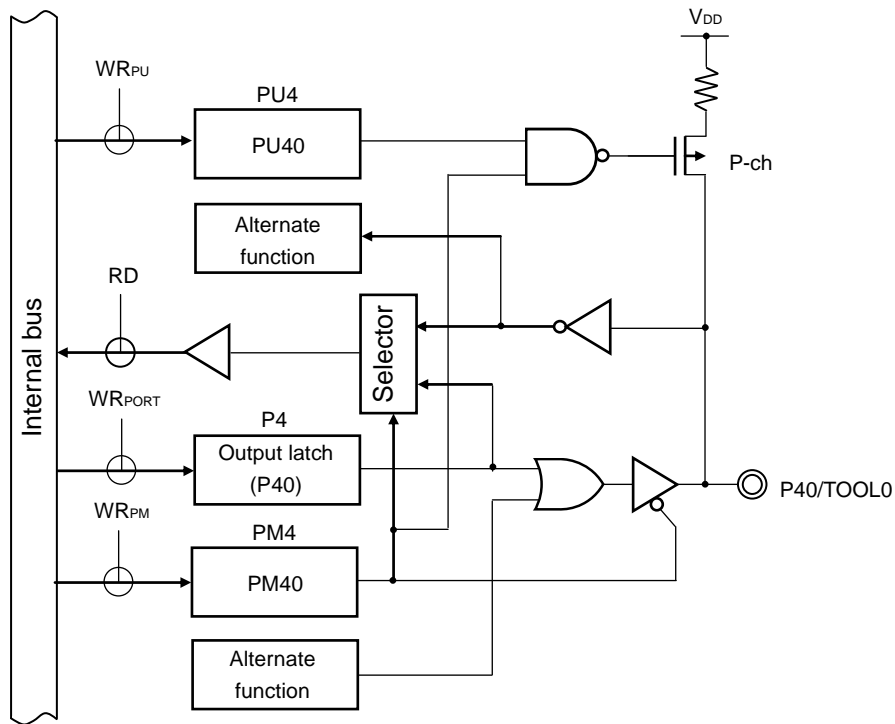 VDD
WRPU
PU4
PU40
P-ch
Alternate
function
RD
Selector
Internal bus
WRPORT
P4
Output latch
(P40)
P40/TOOL0
WRPM
PM4
PM40
Alternate
function